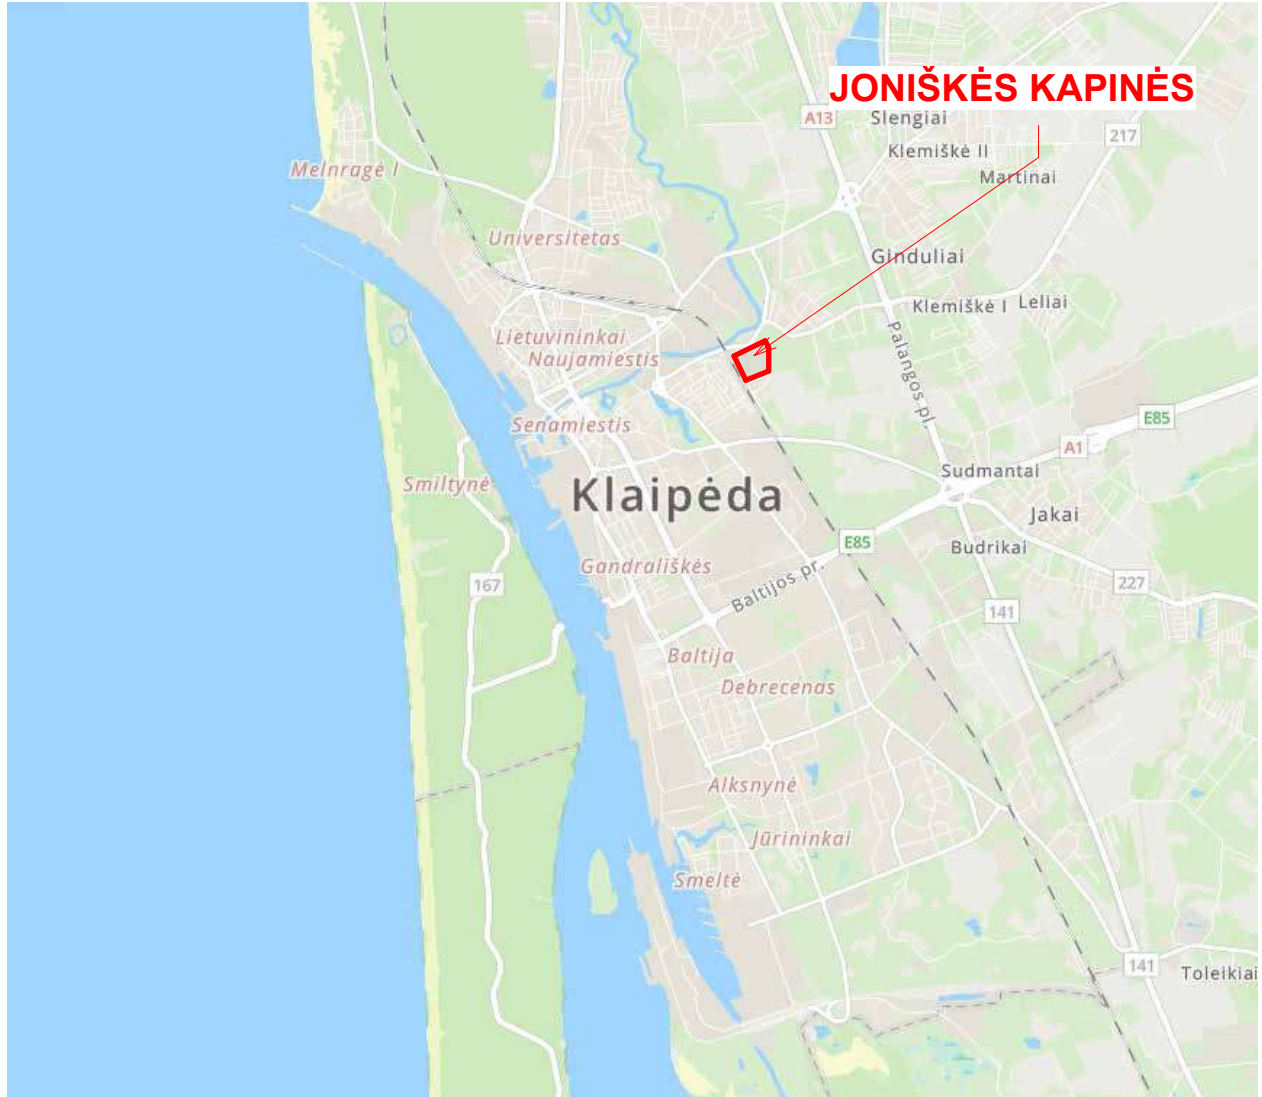 JONIŠKĖS KAPINĖS
A13
Slengiai
217
Klemiškė II
Melnragė I
Martinai
Universitetas
Ginduliai
Klemiškė I
Leliai
Lietuvininkai
Naujamiestis
Palangos pl.
E85
Senamiestis
A1
Sudmantai
Smiltynė
Klaipėda
Jakai
E85
Budrikai
Gandrališkės
167
Baltijos pr.
227
141
Baltija
Debrecenas
Alksnynė
Jūrininkai
Smeltė
141
Toleikiai